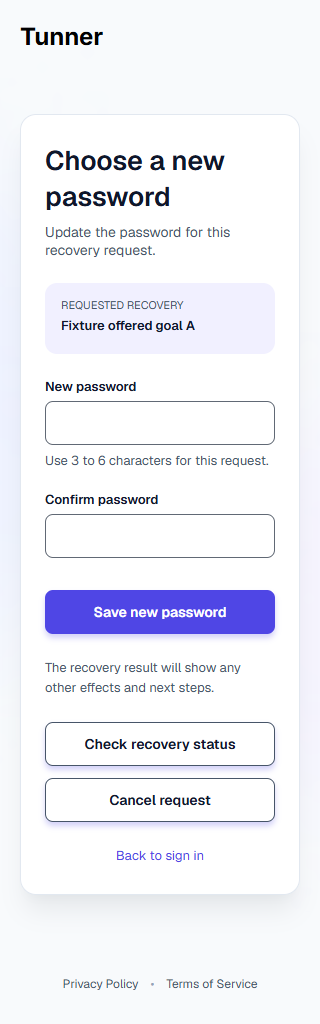 Tunner
Choose a new
password
Update the password for this
recovery request.
REQUESTED RECOVERY
Fixture offered goal A
New password
Use 3 to 6 characters for this request.
Confirm password
Save new password
The recovery result will show any
other effects and next steps.
Check recovery status
Cancel request
Back to sign in
Privacy Policy • Terms of Service